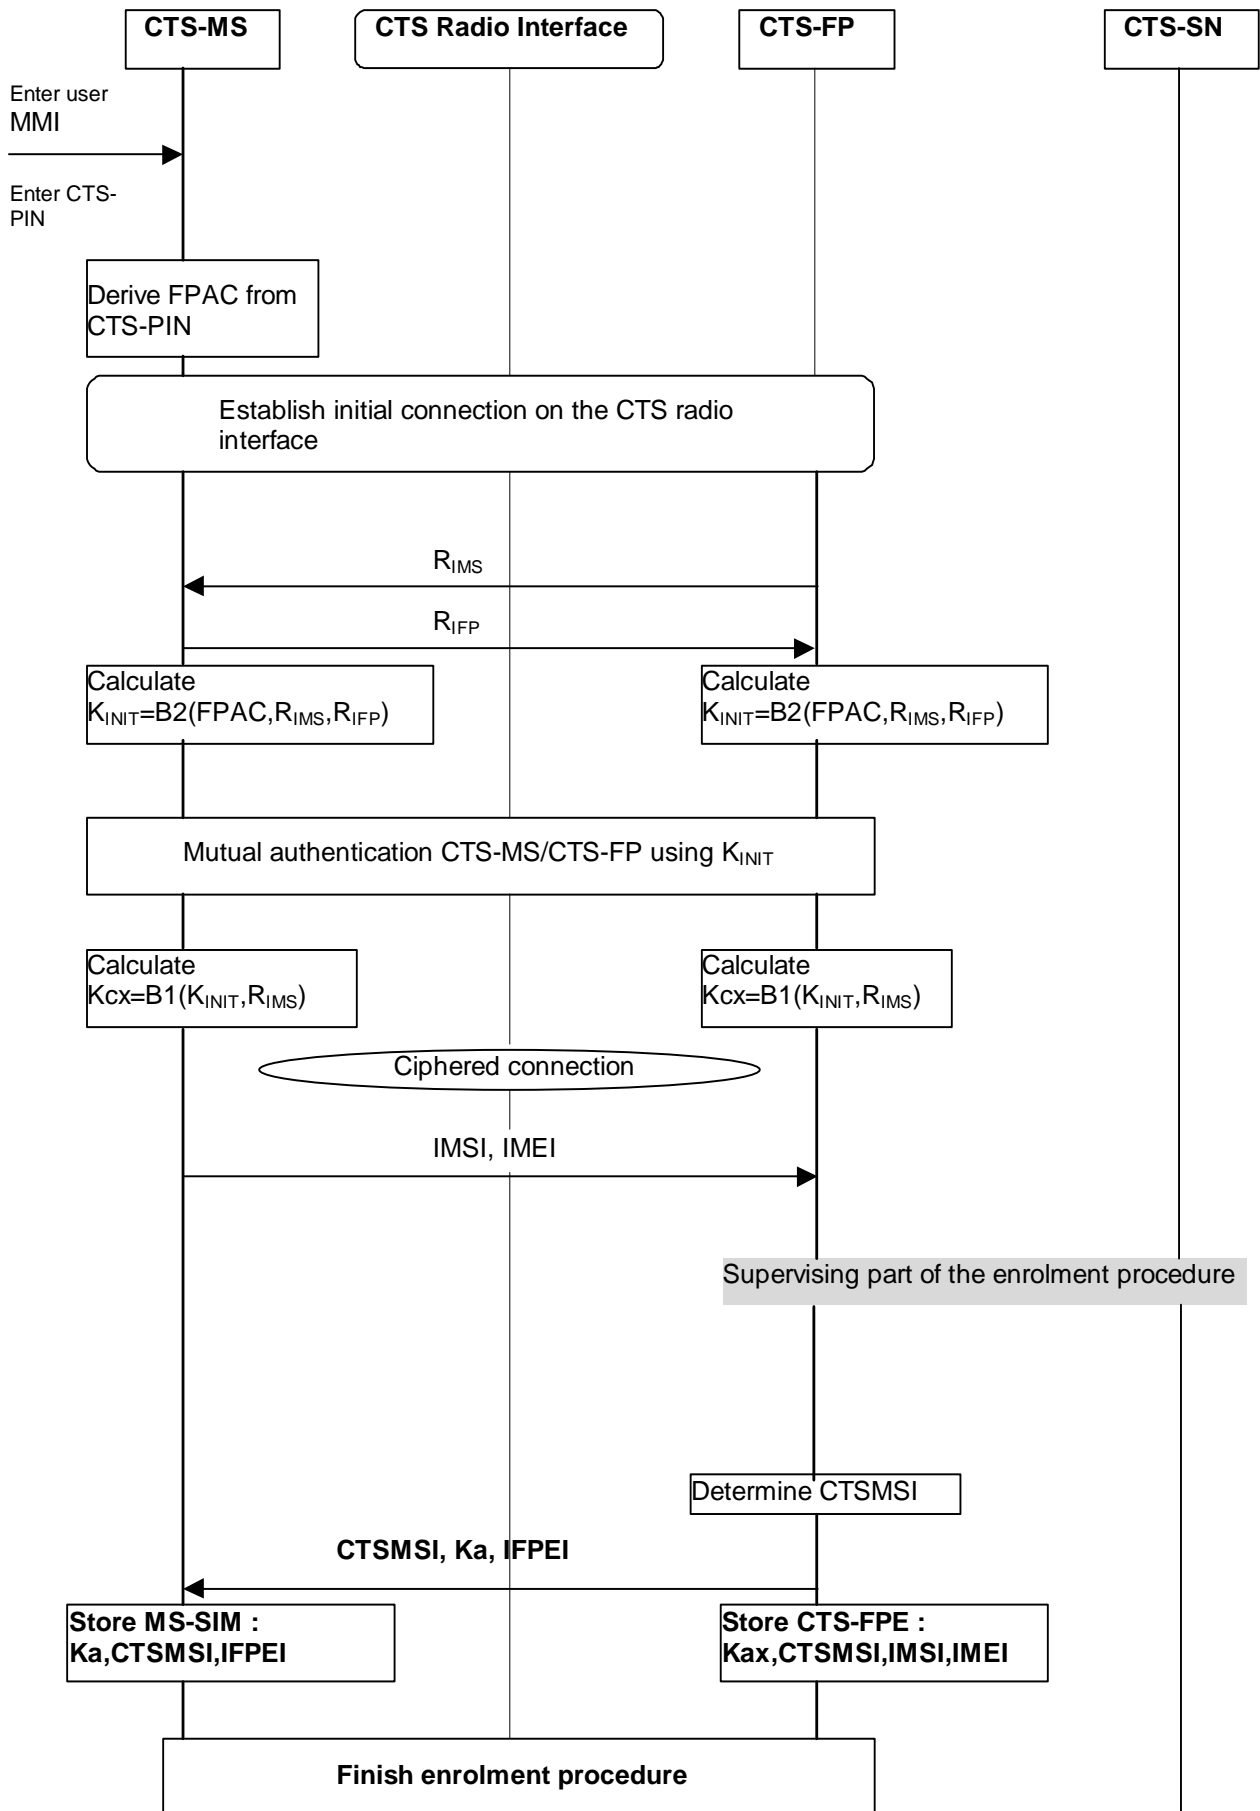 CTS-MS
CTS Radio Interface
CTS-FP
CTS-SN
Enter user
MMI
Enter CTS-
PIN
Derive FPAC from
CTS-PIN
Establish initial connection on the CTS radio
interface
RIMS
RIFP
Calculate
KINIT=B2(FPAC,RIMS,RIFP)
Calculate
KINIT=B2(FPAC,RIMS,RIFP)
Mutual authentication CTS-MS/CTS-FP using KINIT
Calculate
Kcx=B1(KINIT,RIMS)
Calculate
Kcx=B1(KINIT,RIMS)
Ciphered connection
IMSI, IMEI
Supervising part of the enrolment procedure
Determine CTSMSI
CTSMSI, Ka, IFPEI
Store MS-SIM :
Ka,CTSMSI,IFPEI
Store CTS-FPE :
Kax,CTSMSI,IMSI,IMEI
Finish enrolment procedure